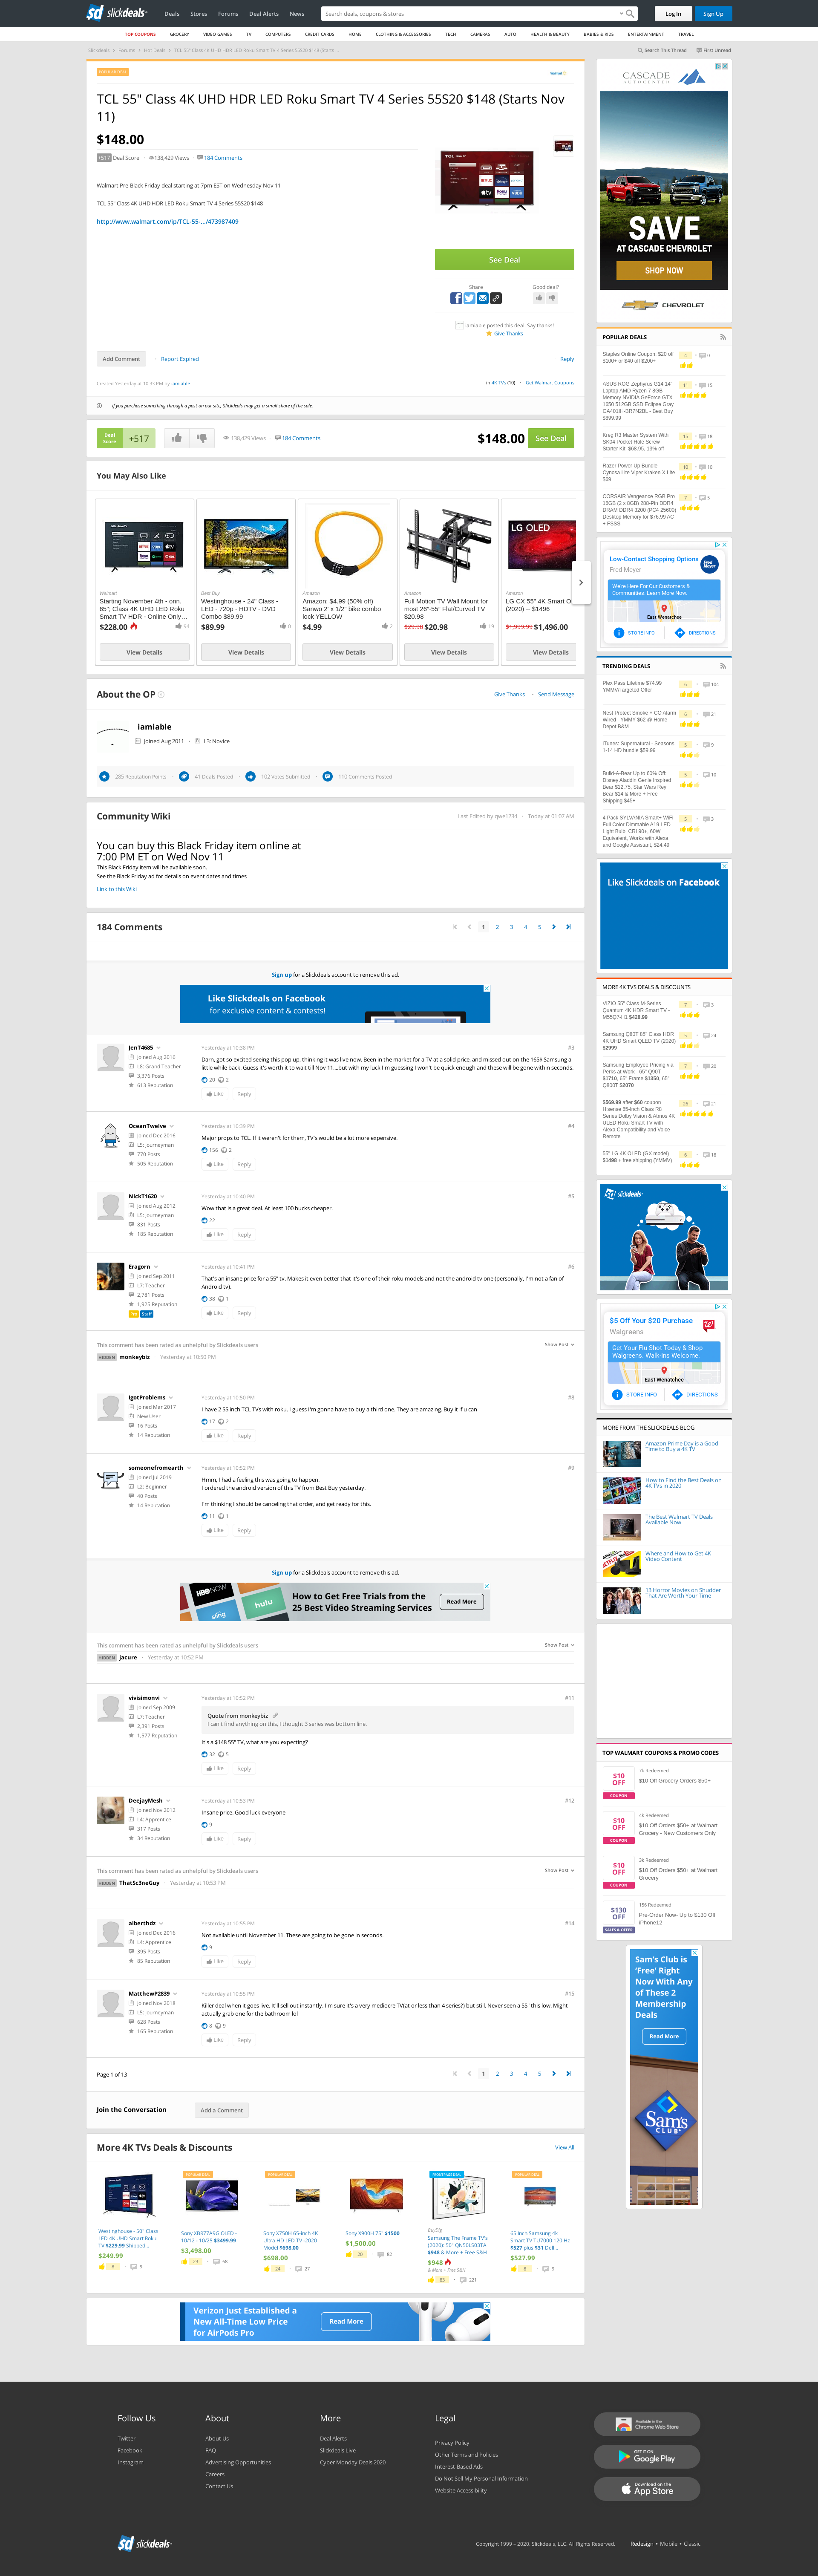 slickdeals
Deals Stores Forums Deal Alerts News
Search deals, coupons & stores
Log In Sign Up
TOP COUPONS GROCERY VIDEO GAMES TV COMPUTERS CREDIT CARDS HOME CLOTHING & ACCESSORIES TECH CAMERAS AUTO HEALTH & BEAUTY BABIES & KIDS ENTERTAINMENT TRAVEL
Slickdeals Forums Hot Deals TCL 55" Class 4K UHD HDR LED Roku Smart TV 4 Series 55S20 $148 (Starts ...
Search This Thread First Unread
TCL 55" Class 4K UHD HDR LED Roku Smart TV 4 Series 55S20 $148 (Starts Nov
11)
$148.00
+517 Deal Score 138,429 Views 184 Comments
Walmart Pre-Black Friday deal starting at 7pm EST on Wednesday Nov 11
TCL 55" Class 4K UHD HDR LED Roku Smart TV 4 Series 55S20 $148
http://www.walmart.com/ip/TCL-55-.../473987409
See Deal
Share Good deal?
iamiable posted this deal. Say thanks!
Give Thanks
Add Comment Report Expired Reply
Created Yesterday at 10:33 PM by iamiable
in 4K TVs (10) Get Walmart Coupons
If you purchase something through a post on our site, Slickdeals may get a small share of the sale.
Deal
Score
+517
138,429 Views 184 Comments
$148.00 See Deal
You May Also Like
Walmart
Starting November 4th - onn.
65"; Class 4K UHD LED Roku
Smart TV HDR - Online Only...
$228.00 94
View Details
Best Buy
Westinghouse - 24" Class -
LED - 720p - HDTV - DVD
Combo $89.99
$89.99 0
View Details
Amazon
Amazon: $4.99 (50% off)
Sanwo 2' x 1/2" bike combo
lock YELLOW
$4.99 2
View Details
Amazon
Full Motion TV Wall Mount for
most 26"-55" Flat/Curved TV
$20.98
$29.98 $20.98 19
View Details
LG OLED
Amazon
LG CX 55" 4K Smart O
(2020) -- $1496
$1,999.99 $1,496.00
View Details
About the OP
Give Thanks Send Message
iamiable
Joined Aug 2011 L3: Novice
285 Reputation Points 41 Deals Posted 102 Votes Submitted 110 Comments Posted
Community Wiki
Last Edited by qwe1234 Today at 01:07 AM
You can buy this Black Friday item online at
7:00 PM ET on Wed Nov 11
This Black Friday item will be available soon.
See the Black Friday ad for details on event dates and times
Link to this Wiki
184 Comments
1 2 3 4 5
Sign up for a Slickdeals account to remove this ad.
Like Slickdeals on Facebook
for exclusive content & contests!
JenT4685
Joined Aug 2016
L8: Grand Teacher
3,376 Posts
613 Reputation
Yesterday at 10:38 PM #3
Darn, got so excited seeing this pop up, thinking it was live now. Been in the market for a TV at a solid price, and missed out on the 165$ Samsung a
little while back. Guess it's worth it to wait till Nov 11....but with my luck I'm guessing I won't be quick enough and these will be gone within seconds.
20 2
Like Reply
OceanTwelve
Joined Dec 2016
L5: Journeyman
770 Posts
505 Reputation
Yesterday at 10:39 PM #4
Major props to TCL. If it weren't for them, TV's would be a lot more expensive.
156 2
Like Reply
NickT1620
Joined Aug 2012
L5: Journeyman
831 Posts
185 Reputation
Yesterday at 10:40 PM #5
Wow that is a great deal. At least 100 bucks cheaper.
22
Like Reply
Eragorn
Joined Sep 2011
L7: Teacher
2,781 Posts
1,925 Reputation
Pro Staff
Yesterday at 10:41 PM #6
That's an insane price for a 55" tv. Makes it even better that it's one of their roku models and not the android tv one (personally, I'm not a fan of
Android tv).
38 1
Like Reply
This comment has been rated as unhelpful by Slickdeals users Show Post
HIDDEN monkeybiz Yesterday at 10:50 PM
IgotProblems
Joined Mar 2017
New User
16 Posts
14 Reputation
Yesterday at 10:50 PM #8
I have 2 55 inch TCL TVs with roku. I guess I'm gonna have to buy a third one. They are amazing. Buy it if u can
17 2
Like Reply
someonefromearth
Joined Jul 2019
L2: Beginner
40 Posts
14 Reputation
Yesterday at 10:52 PM #9
Hmm, I had a feeling this was going to happen.
I ordered the android version of this TV from Best Buy yesterday.
I'm thinking I should be canceling that order, and get ready for this.
11 1
Like Reply
Sign up for a Slickdeals account to remove this ad.
HBO NOW sling hulu
How to Get Free Trials from the
25 Best Video Streaming Services
Read More
This comment has been rated as unhelpful by Slickdeals users Show Post
HIDDEN jacure Yesterday at 10:52 PM
vivisimonvi
Joined Sep 2009
L7: Teacher
2,391 Posts
1,577 Reputation
Yesterday at 10:52 PM #11
Quote from monkeybiz
I can't find anything on this, I thought 3 series was bottom line.
It's a $148 55" TV, what are you expecting?
32 5
Like Reply
DeejayMesh
Joined Nov 2012
L4: Apprentice
317 Posts
34 Reputation
Yesterday at 10:53 PM #12
Insane price. Good luck everyone
9
Like Reply
This comment has been rated as unhelpful by Slickdeals users Show Post
HIDDEN ThatSc3neGuy Yesterday at 10:53 PM
alberthdz
Joined Dec 2016
L4: Apprentice
395 Posts
85 Reputation
Yesterday at 10:55 PM #14
Not available until November 11. These are going to be gone in seconds.
9
Like Reply
MatthewP2839
Joined Nov 2018
L5: Journeyman
628 Posts
165 Reputation
Yesterday at 10:55 PM #15
Killer deal when it goes live. It'll sell out instantly. I'm sure it's a very mediocre TV(at or less than 4 series?) but still. Never seen a 55" this low. Might
actually grab one for the bathroom lol
8 9
Like Reply
Page 1 of 13
1 2 3 4 5
Join the Conversation Add a Comment
More 4K TVs Deals & Discounts View All
Westinghouse - 50" Class
LED 4K UHD Smart Roku
TV $229.99 Shipped...
$249.99
8 9
POPULAR DEAL
Sony XBR77A9G OLED -
10/12 - 10/25 $3499.99
$3,498.00
23 68
POPULAR DEAL
Sony X750H 65-inch 4K
Ultra HD LED TV -2020
Model $698.00
$698.00
24 27
Sony X900H 75" $1500
$1,500.00
20 82
FRONTPAGE DEAL
BuyDig
Samsung The Frame TV's
(2020): 50" QN50LS03TA
$948 & More + Free S&H
$948
& More + Free S&H
83 221
POPULAR DEAL
65 Inch Samsung 4k
Smart TV TU7000 120 Hz
$527 plus $31 Dell...
$527.99
8 9
Verizon Just Established a
New All-Time Low Price
for AirPods Pro
Read More
CASCADE
AUTOCENTER
SAVE
AT CASCADE CHEVROLET
SHOP NOW
CHEVROLET
POPULAR DEALS
Staples Online Coupon: $20 off
$100+ or $40 off $200+
4 0
ASUS ROG Zephyrus G14 14"
Laptop AMD Ryzen 7 8GB
Memory NVIDIA GeForce GTX
1650 512GB SSD Eclipse Gray
GA401IH-BR7N2BL - Best Buy
$899.99
11 15
Kreg R3 Master System With
SK04 Pocket Hole Screw
Starter Kit, $68.95, 13% off
15 18
Razer Power Up Bundle –
Cynosa Lite Viper Kraken X Lite
$69
10 10
CORSAIR Vengeance RGB Pro
16GB (2 x 8GB) 288-Pin DDR4
DRAM DDR4 3200 (PC4 25600)
Desktop Memory for $76.99 AC
+ FSSS
7 5
Low-Contact Shopping Options
Fred Meyer
We're Here For Our Customers &
Communities. Learn More Now.
East Wenatchee
STORE INFO DIRECTIONS
TRENDING DEALS
Plex Pass Lifetime $74.99
YMMV/Targeted Offer
6 104
Nest Protect Smoke + CO Alarm
Wired - YMMY $62 @ Home
Depot B&M
6 21
iTunes: Supernatural - Seasons
1-14 HD bundle $59.99
5 9
Build-A-Bear Up to 60% Off:
Disney Aladdin Genie Inspired
Bear $12.75, Star Wars Rey
Bear $14 & More + Free
Shipping $45+
5 10
4 Pack SYLVANIA Smart+ WiFi
Full Color Dimmable A19 LED
Light Bulb, CRI 90+, 60W
Equivalent, Works with Alexa
and Google Assistant, $24.49
5 3
Like Slickdeals on Facebook
MORE 4K TVS DEALS & DISCOUNTS
VIZIO 55" Class M-Series
Quantum 4K HDR Smart TV -
M55Q7-H1 $428.99
7 3
Samsung Q90T 85" Class HDR
4K UHD Smart QLED TV (2020)
$2999
5 24
Samsung Employee Pricing via
Perks at Work - 65" Q90T
$1710, 65" Frame $1350, 65"
Q800T $2070
7 20
$569.99 after $60 coupon
Hisense 65-Inch Class R8
Series Dolby Vision & Atmos 4K
ULED Roku Smart TV with
Alexa Compatibility and Voice
Remote
26 21
55" LG 4K OLED (GX model)
$1498 + free shipping (YMMV)
6 18
slickdeals
$5 Off Your $20 Purchase
Walgreens
Get Your Flu Shot Today & Shop
Walgreens. Walk-Ins Welcome.
East Wenatchee
STORE INFO DIRECTIONS
MORE FROM THE SLICKDEALS BLOG
Amazon Prime Day is a Good
Time to Buy a 4K TV
How to Find the Best Deals on
4K TVs in 2020
The Best Walmart TV Deals
Available Now
Where and How to Get 4K
Video Content
13 Horror Movies on Shudder
That Are Worth Your Time
TOP WALMART COUPONS & PROMO CODES
$10
OFF
COUPON
7k Redeemed
$10 Off Grocery Orders $50+
$10
OFF
COUPON
4k Redeemed
$10 Off Orders $50+ at Walmart
Grocery - New Customers Only
$10
OFF
COUPON
3k Redeemed
$10 Off Orders $50+ at Walmart
Grocery
$130
OFF
SALES & OFFER
156 Redeemed
Pre-Order Now- Up to $130 Off
iPhone12
Sam's Club is
'Free' Right
Now With Any
of These 2
Membership
Deals
Read More
Sam's
CLUB
Follow Us
Twitter
Facebook
Instagram
About
About Us
FAQ
Advertising Opportunities
Careers
Contact Us
More
Deal Alerts
Slickdeals Live
Cyber Monday Deals 2020
Legal
Privacy Policy
Other Terms and Policies
Interest-Based Ads
Do Not Sell My Personal Information
Website Accessibility
Available in the
Chrome Web Store
GET IT ON
Google Play
Download on the
App Store
slickdeals
Copyright 1999 – 2020. Slickdeals, LLC. All Rights Reserved. Redesign • Mobile • Classic